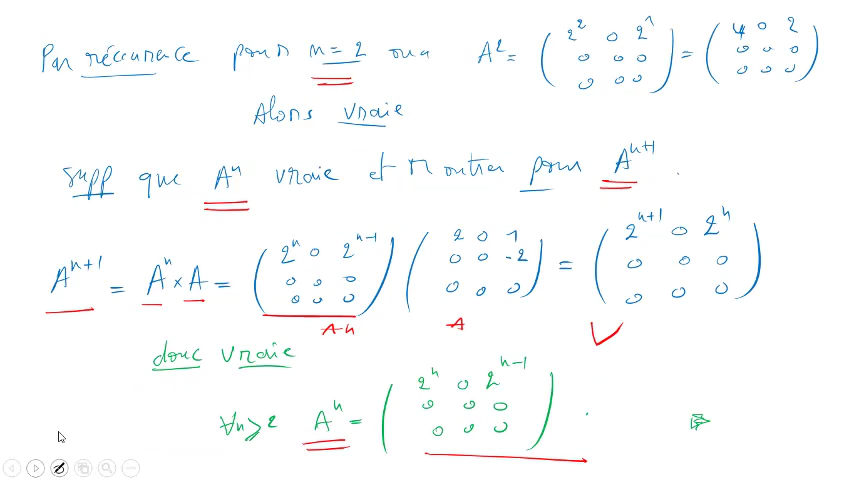 Par réccurence pour n = 2 on a A² = ( 2² 0 2¹ ; 0 0 0 ; 0 0 0 ) = ( 4 0 2 ; 0 0 0 ; 0 0 0 )
Alors vraie
supp que Aⁿ vraie et Montrer pour Aⁿ⁺¹ .
Aⁿ⁺¹ = Aⁿ × A = ( 2ⁿ 0 2ⁿ⁻¹ ; 0 0 0 ; 0 0 0 ) ( 2 0 1 ; 0 0 -2 ; 0 0 0 ) = ( 2ⁿ⁺¹ 0 2ⁿ ; 0 0 0 ; 0 0 0 )
A n A
donc vraie
∀n ≥ 2 Aⁿ = ( 2ⁿ 0 2ⁿ⁻¹ ; 0 0 0 ; 0 0 0 ) .